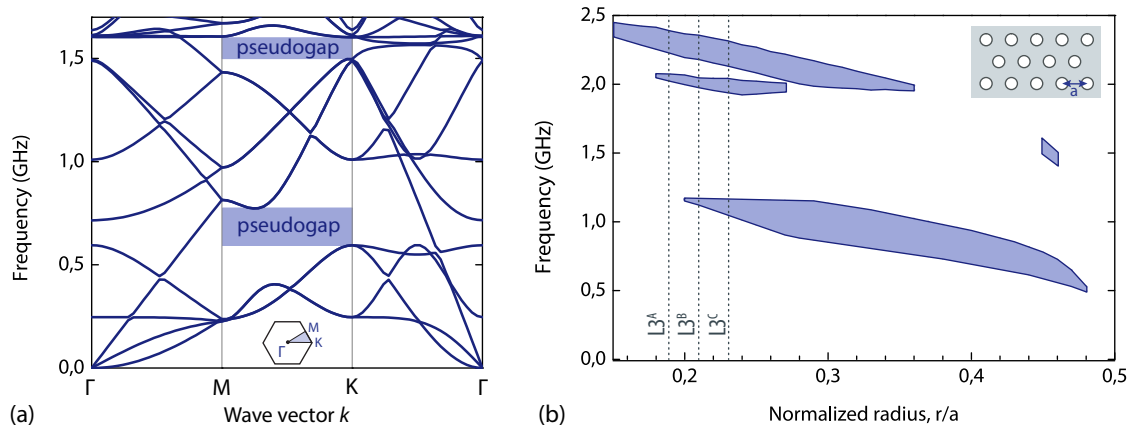 1,5
1,0
0,5
0,0
Frequency (GHz)
pseudogap
pseudogap
M
Γ
K
Γ
M
K
Γ
Wave vector k
(a)
2,5
2,0
1,5
1,0
0,5
0,0
Frequency (GHz)
a
L3ᴬ
L3ᴮ
L3ꟲ
0,2
0,3
0,4
0,5
Normalized radius, r/a
(b)